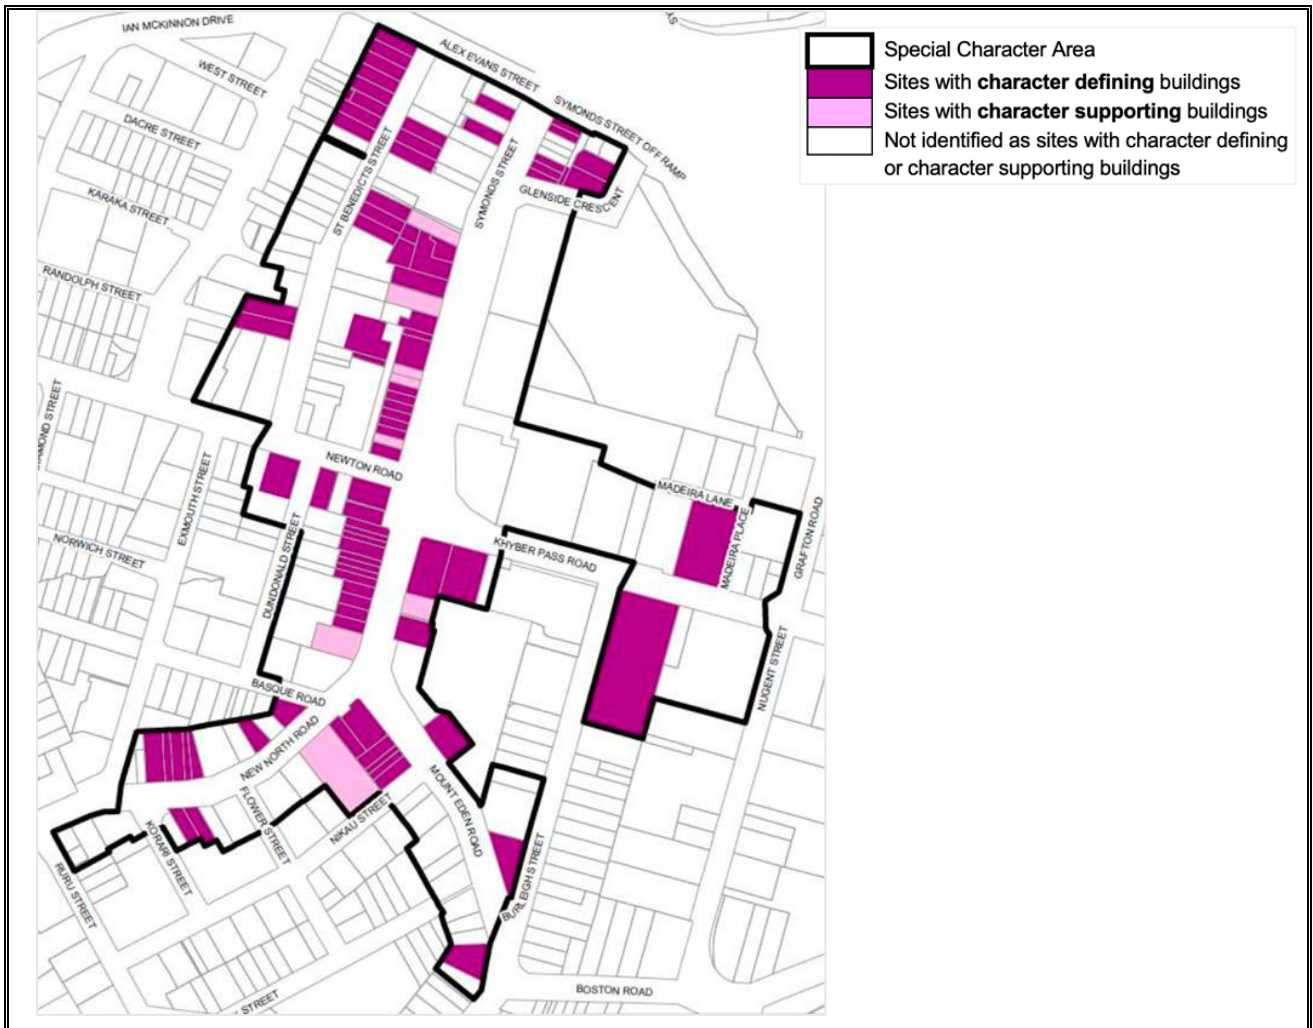 IAN MCKINNON DRIVE
WEST STREET
ALEX EVANS STREET
SYMONDS STREET OFF RAMP
DACRE STREET
ST BENEDICTS STREET
SYMONDS STREET
GLENSIDE CRESCENT
KARAKA STREET
RANDOLPH STREET
NEWTON ROAD
MADEIRA LANE
MADEIRA PLACE
GRAFTON ROAD
EXMOUTH STREET
NORWICH STREET
DUNDONALD STREET
KHYBER PASS ROAD
NUGENT STREET
BASQUE ROAD
NEW NORTH ROAD
FLOWER STREET
NIKAU STREET
MOUNT EDEN ROAD
KORARI STREET
RURU STREET
BURLEIGH STREET
BOSTON ROAD
STREET
Special Character Area
Sites with character defining buildings
Sites with character supporting buildings
Not identified as sites with character defining
or character supporting buildings